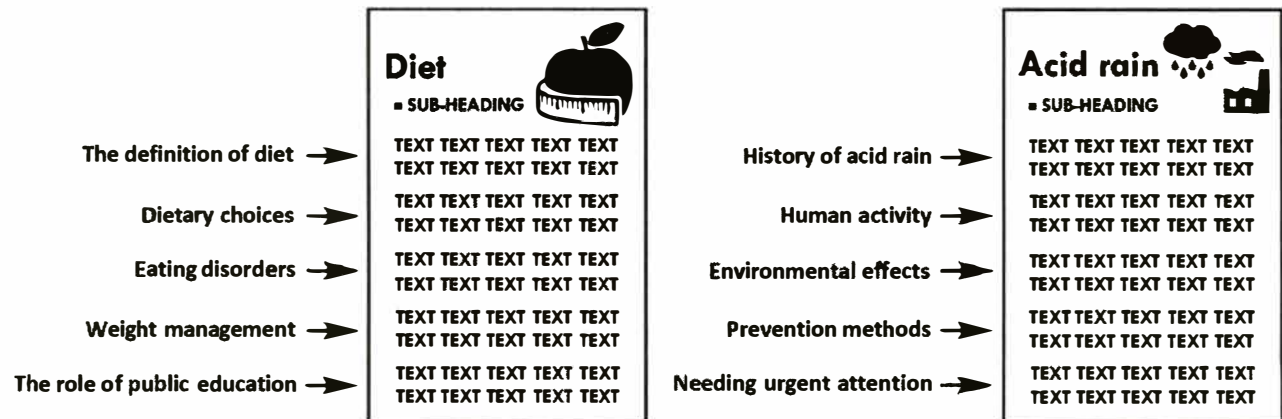 Diet
▪ SUB-HEADING
The definition of diet
TEXT TEXT TEXT TEXT TEXT
TEXT TEXT TEXT TEXT TEXT
Dietary choices
TEXT TEXT TEXT TEXT TEXT
TEXT TEXT TEXT TEXT TEXT
Eating disorders
TEXT TEXT TEXT TEXT TEXT
TEXT TEXT TEXT TEXT TEXT
Weight management
TEXT TEXT TEXT TEXT TEXT
TEXT TEXT TEXT TEXT TEXT
The role of public education
TEXT TEXT TEXT TEXT TEXT
TEXT TEXT TEXT TEXT TEXT
Acid rain
▪ SUB-HEADING
History of acid rain
TEXT TEXT TEXT TEXT TEXT
TEXT TEXT TEXT TEXT TEXT
Human activity
TEXT TEXT TEXT TEXT TEXT
TEXT TEXT TEXT TEXT TEXT
Environmental effects
TEXT TEXT TEXT TEXT TEXT
TEXT TEXT TEXT TEXT TEXT
Prevention methods
TEXT TEXT TEXT TEXT TEXT
TEXT TEXT TEXT TEXT TEXT
Needing urgent attention
TEXT TEXT TEXT TEXT TEXT
TEXT TEXT TEXT TEXT TEXT